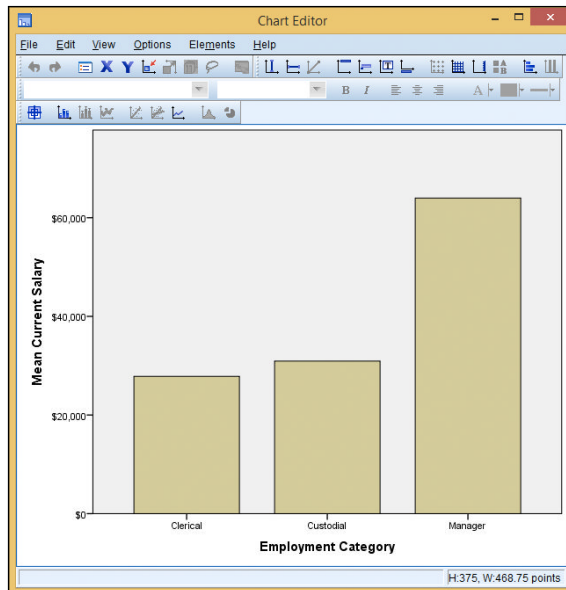 Chart Editor
File Edit View Options Elements Help
B I A
$60,000
$40,000
$20,000
$0
Mean Current Salary
Clerical Custodial Manager
Employment Category
H:375, W:468.75 points